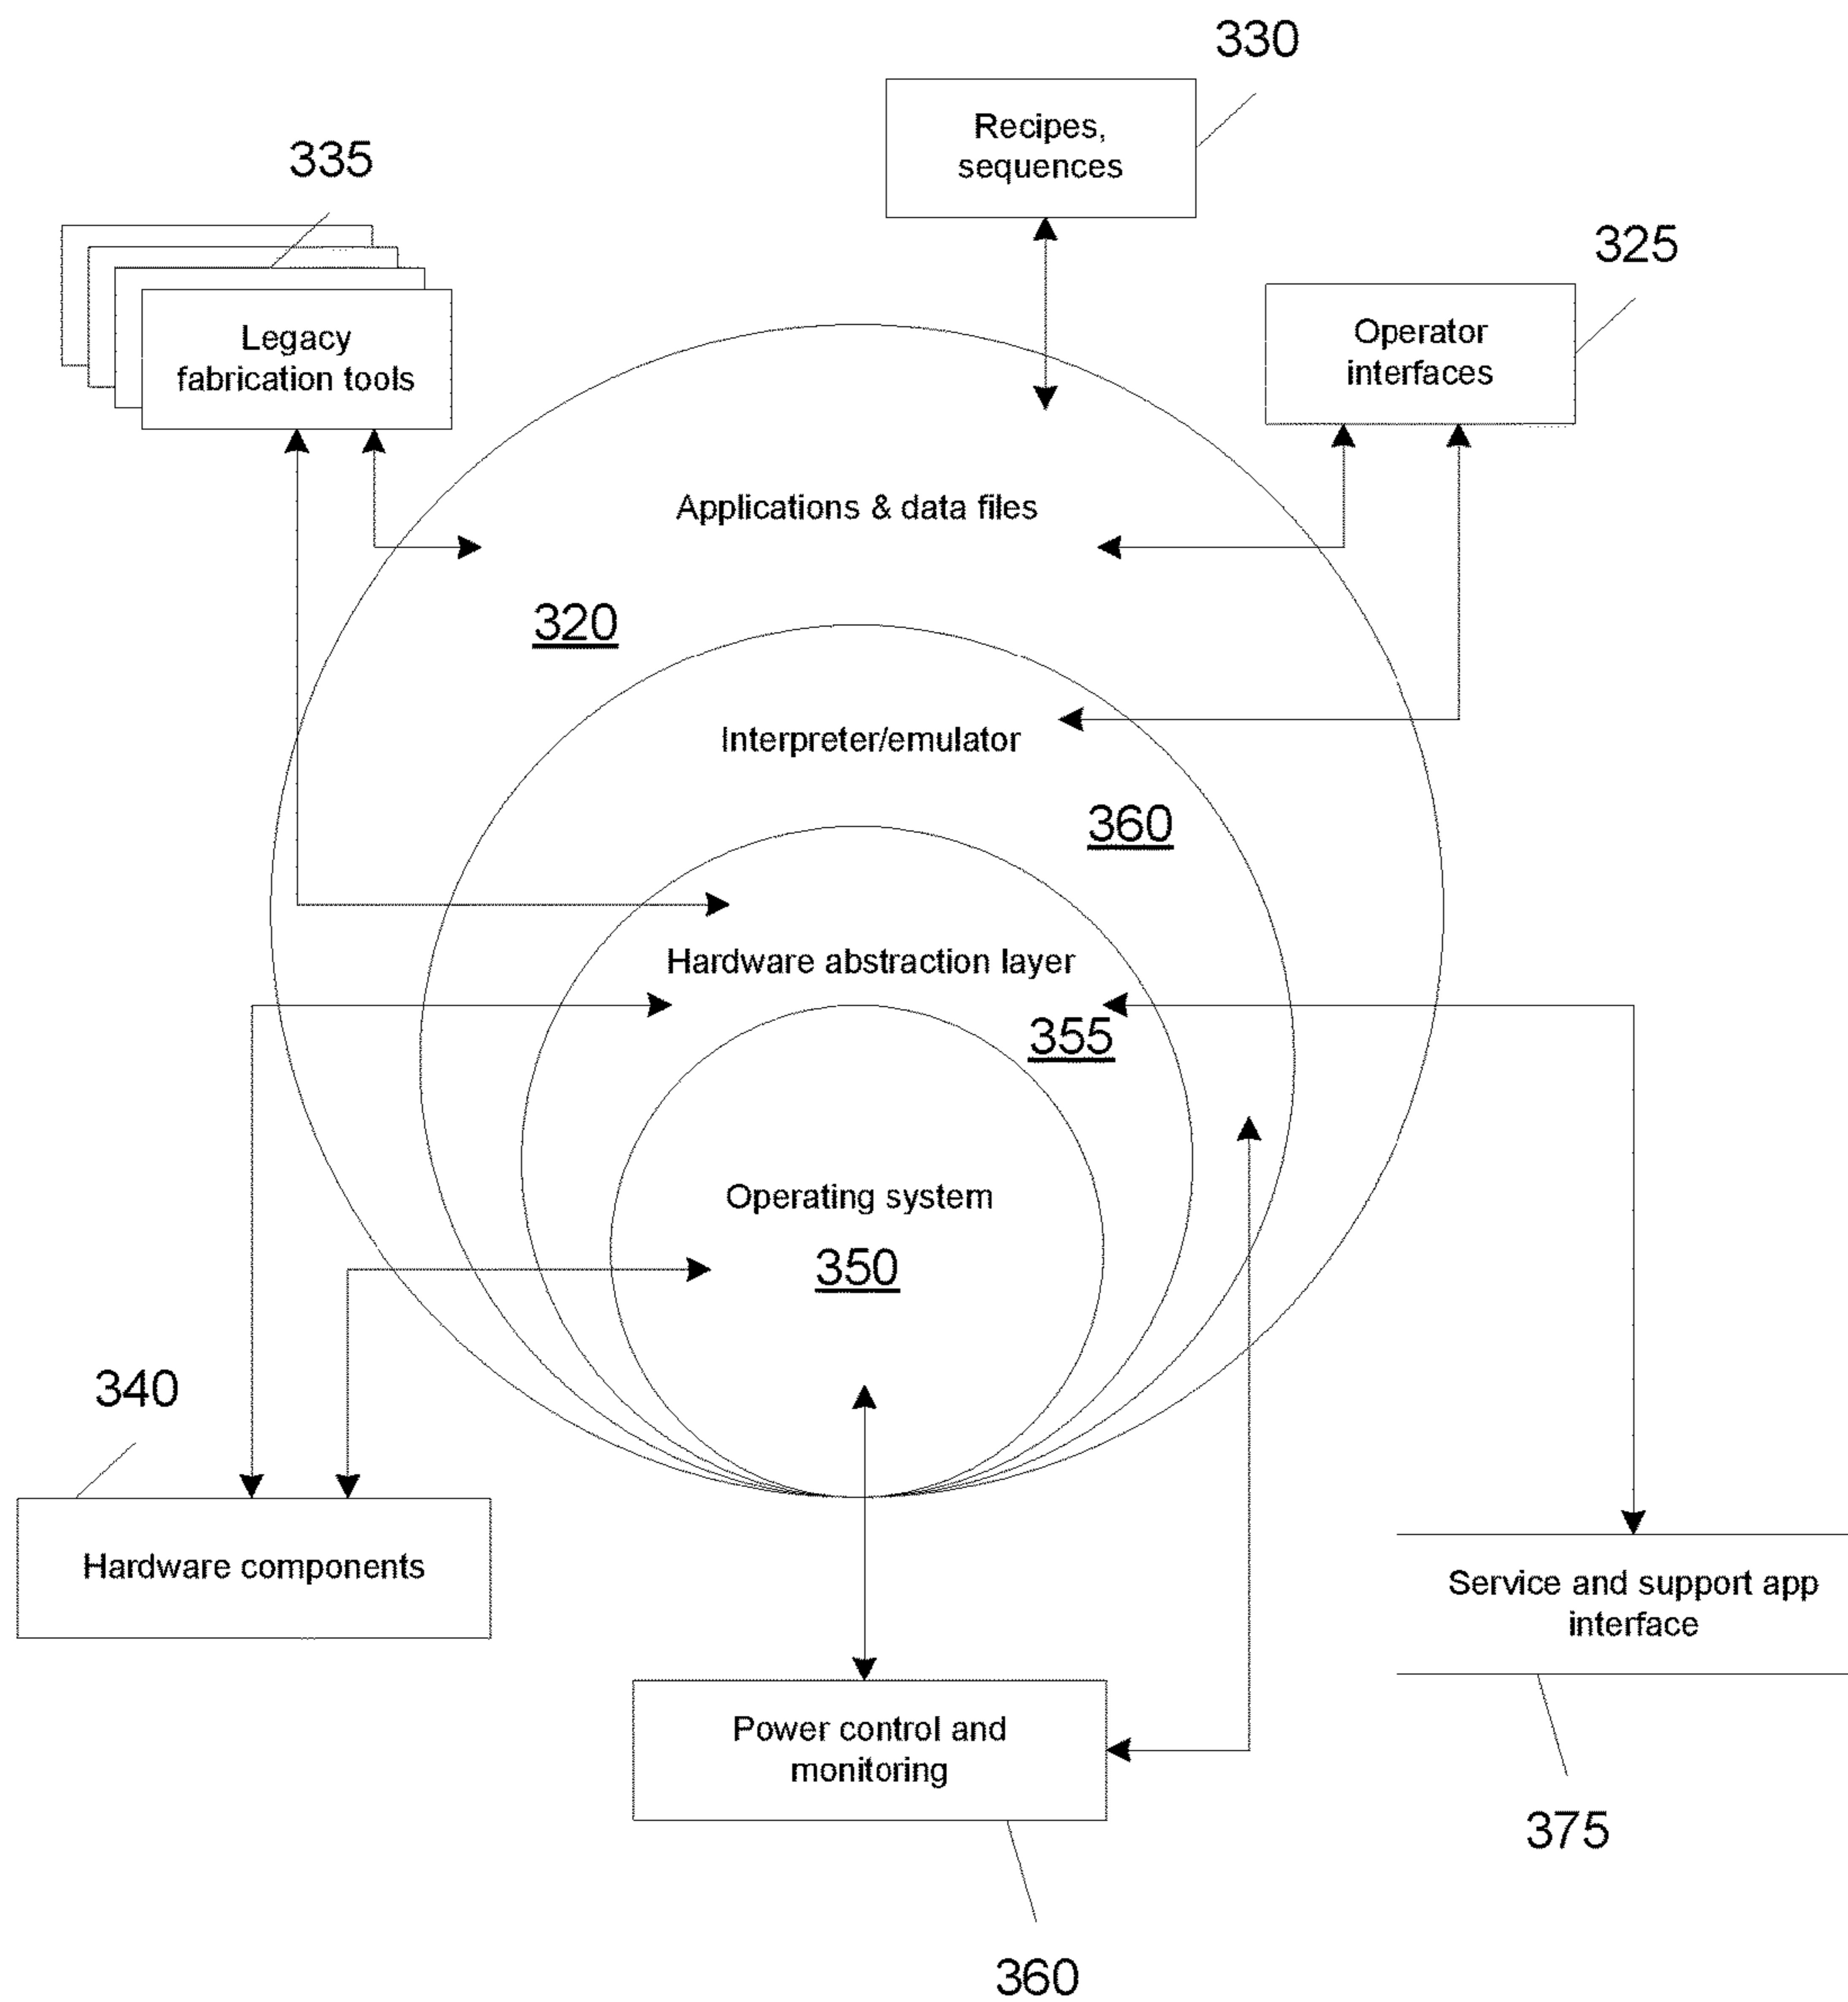 330
Recipes,
sequences
335
325
Legacy
fabrication tools
Operator
interfaces
Applications & data files
320
Interpreter/emulator
360
Hardware abstraction layer
355
Operating system
350
340
Hardware components
Service and support app
interface
Power control and
monitoring
375
360